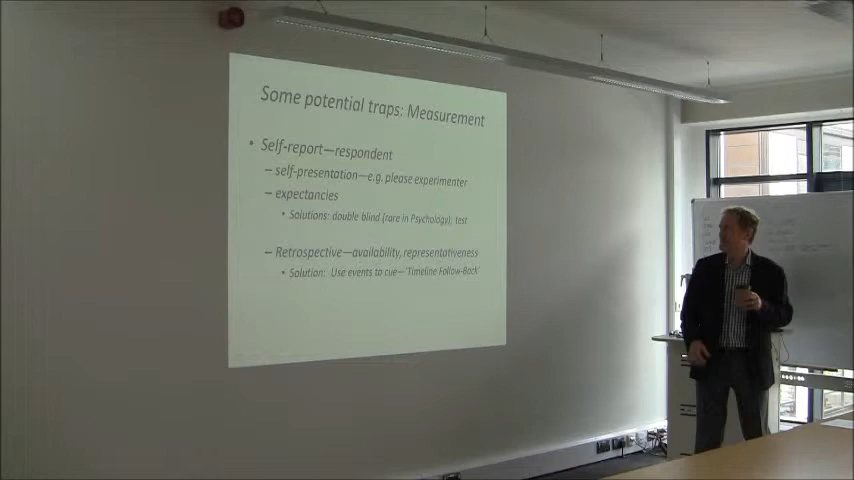 Some potential traps: Measurement
• Self-report—respondent
– self-presentation—e.g. please experimenter
– expectancies
• Solutions: double blind (rare in Psychology); test
– Retrospective—availability, representativeness
• Solution: Use events to cue—'Timeline Follow-Back'